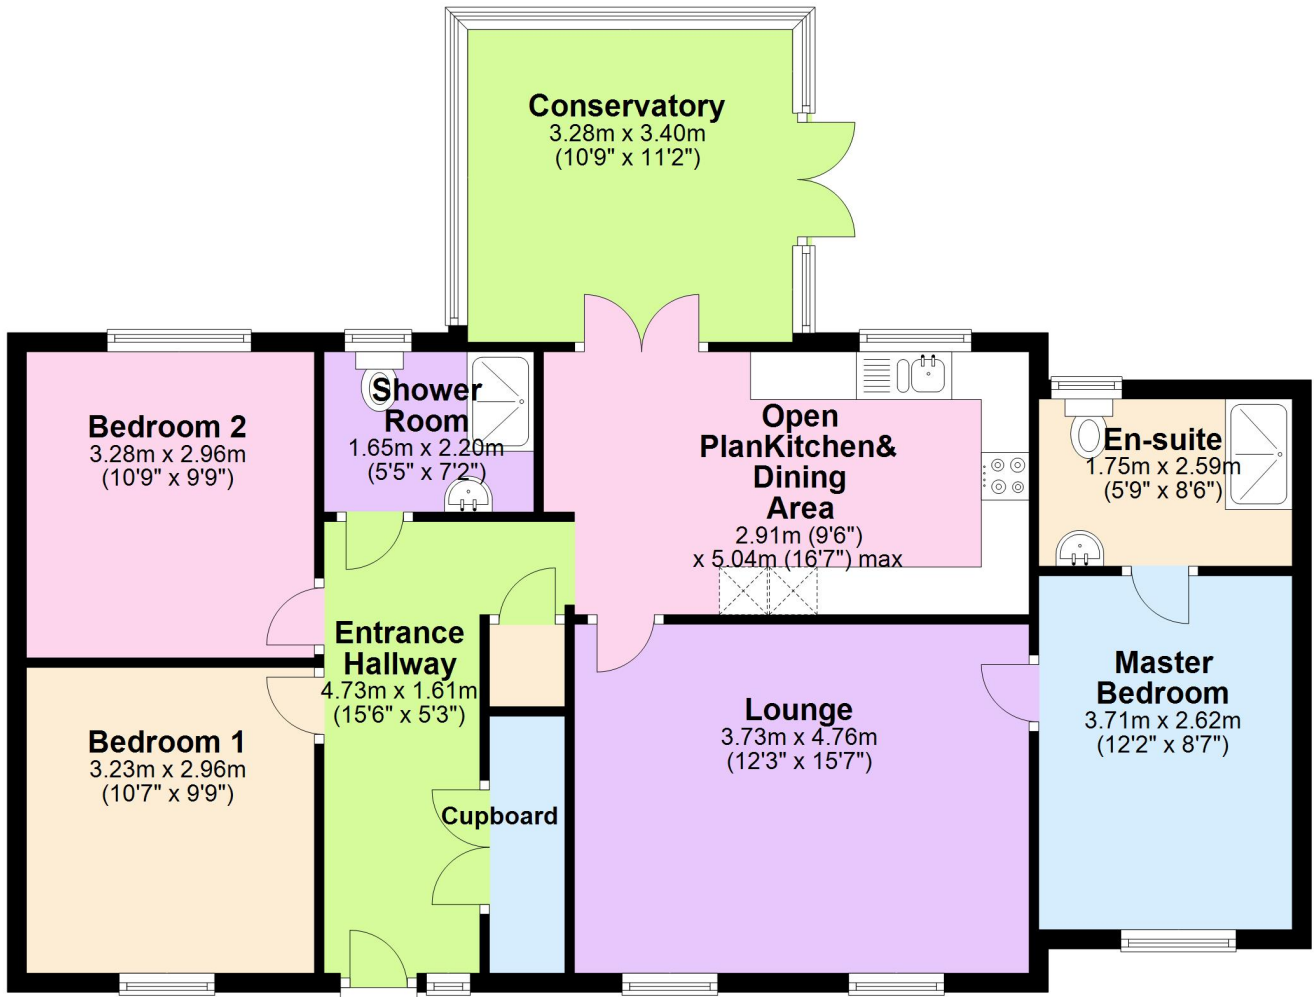 Conservatory
3.28m x 3.40m
(10'9" x 11'2")
Bedroom 2
3.28m x 2.96m
(10'9" x 9'9")
Shower
Room
1.65m x 2.20m
(5'5" x 7'2")
Open
PlanKitchen&
Dining
Area
2.91m (9'6")
x 5.04m (16'7") max
En-suite
1.75m x 2.59m
(5'9" x 8'6")
Entrance
Hallway
4.73m x 1.61m
(15'6" x 5'3")
Bedroom 1
3.23m x 2.96m
(10'7" x 9'9")
Cupboard
Lounge
3.73m x 4.76m
(12'3" x 15'7")
Master
Bedroom
3.71m x 2.62m
(12'2" x 8'7")